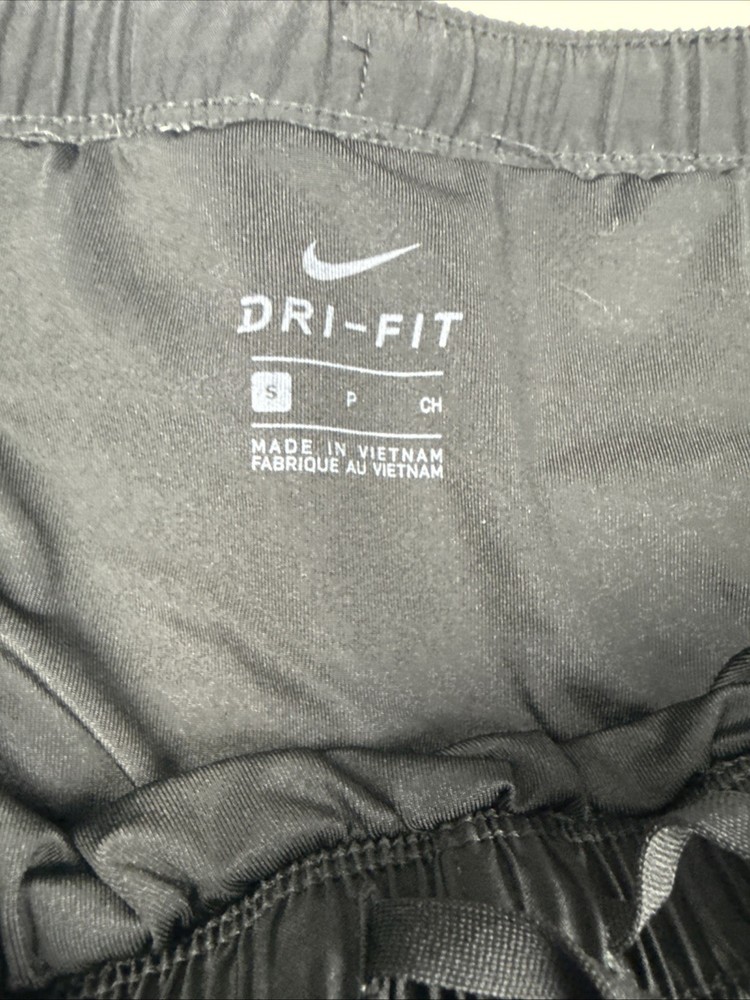 DRI-FIT
S P CH
MADE IN VIETNAM
FABRIQUE AU VIETNAM